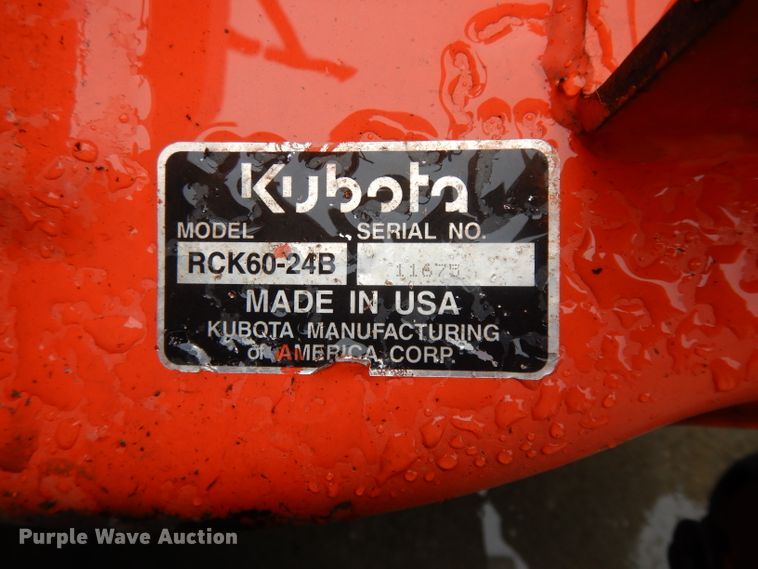 Kubota
MODEL SERIAL NO.
RCK60-24B 11675
MADE IN USA
KUBOTA MANUFACTURING
of AMERICA, CORP.
Purple Wave Auction